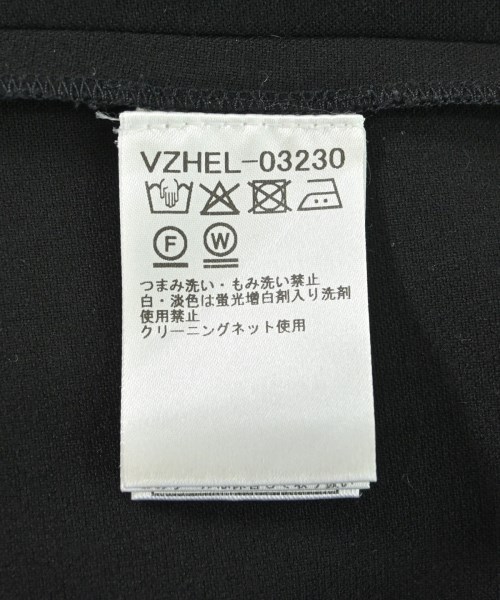 VZHEL-03230
F W
つまみ洗い・もみ洗い禁止
白・淡色は蛍光増白剤入り洗剤
使用禁止
クリーニングネット使用